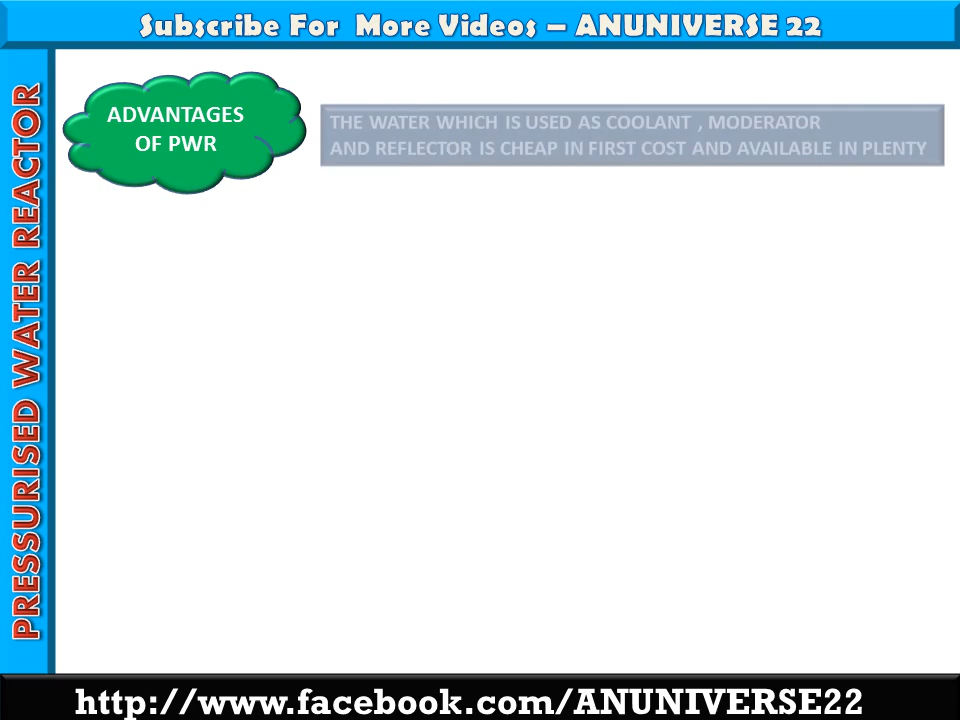 Subscribe For More Videos – ANUNIVERSE 22
PRESSURISED WATER REACTOR
ADVANTAGES
OF PWR
THE WATER WHICH IS USED AS COOLANT , MODERATOR
AND REFLECTOR IS CHEAP IN FIRST COST AND AVAILABLE IN PLENTY
http://www.facebook.com/ANUNIVERSE22